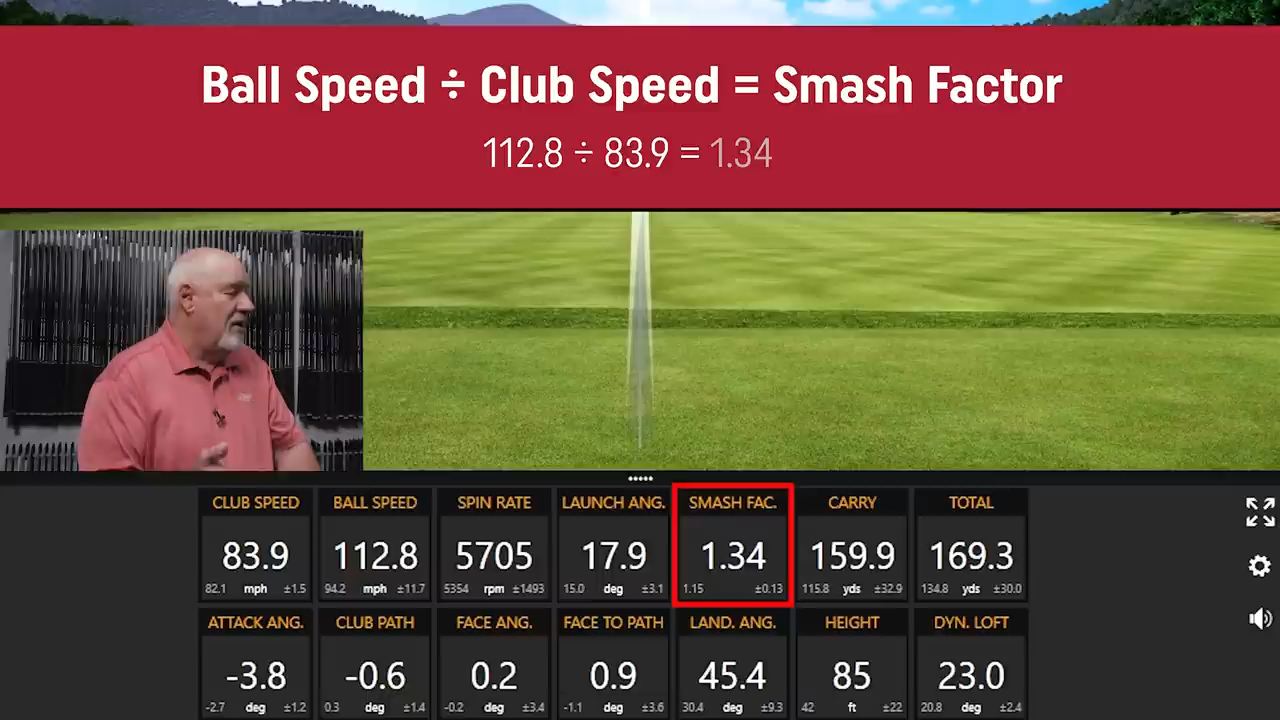 Ball Speed ÷ Club Speed = Smash Factor
112.8 ÷ 83.9 = 1.34
CLUB SPEED BALL SPEED SPIN RATE LAUNCH ANG. SMASH FAC. CARRY TOTAL
83.9 112.8 5705 17.9 1.34 159.9 169.3
82.1 mph ±1.5 94.2 mph ±11.7 5354 rpm ±1493 15.0 deg ±3.1 1.15 ±0.13 115.8 yds ±32.9 134.8 yds ±30.0
ATTACK ANG. CLUB PATH FACE ANG. FACE TO PATH LAND. ANG. HEIGHT DYN. LOFT
-3.8 -0.6 0.2 0.9 45.4 85 23.0
-2.7 deg ±1.2 0.3 deg ±1.4 -0.2 deg ±3.4 -1.1 deg ±3.6 30.4 deg ±9.3 42 ft ±22 20.8 deg ±2.4